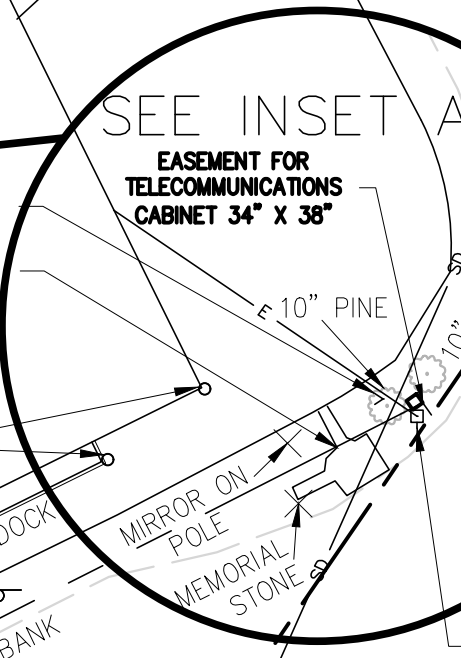 SEE INSET A
EASEMENT FOR
TELECOMMUNICATIONS
CABINET 34" X 38"
SD
E
10" PINE
10"
MIRROR ON
POLE
DOCK
MEMORIAL
STONE
SD
BANK